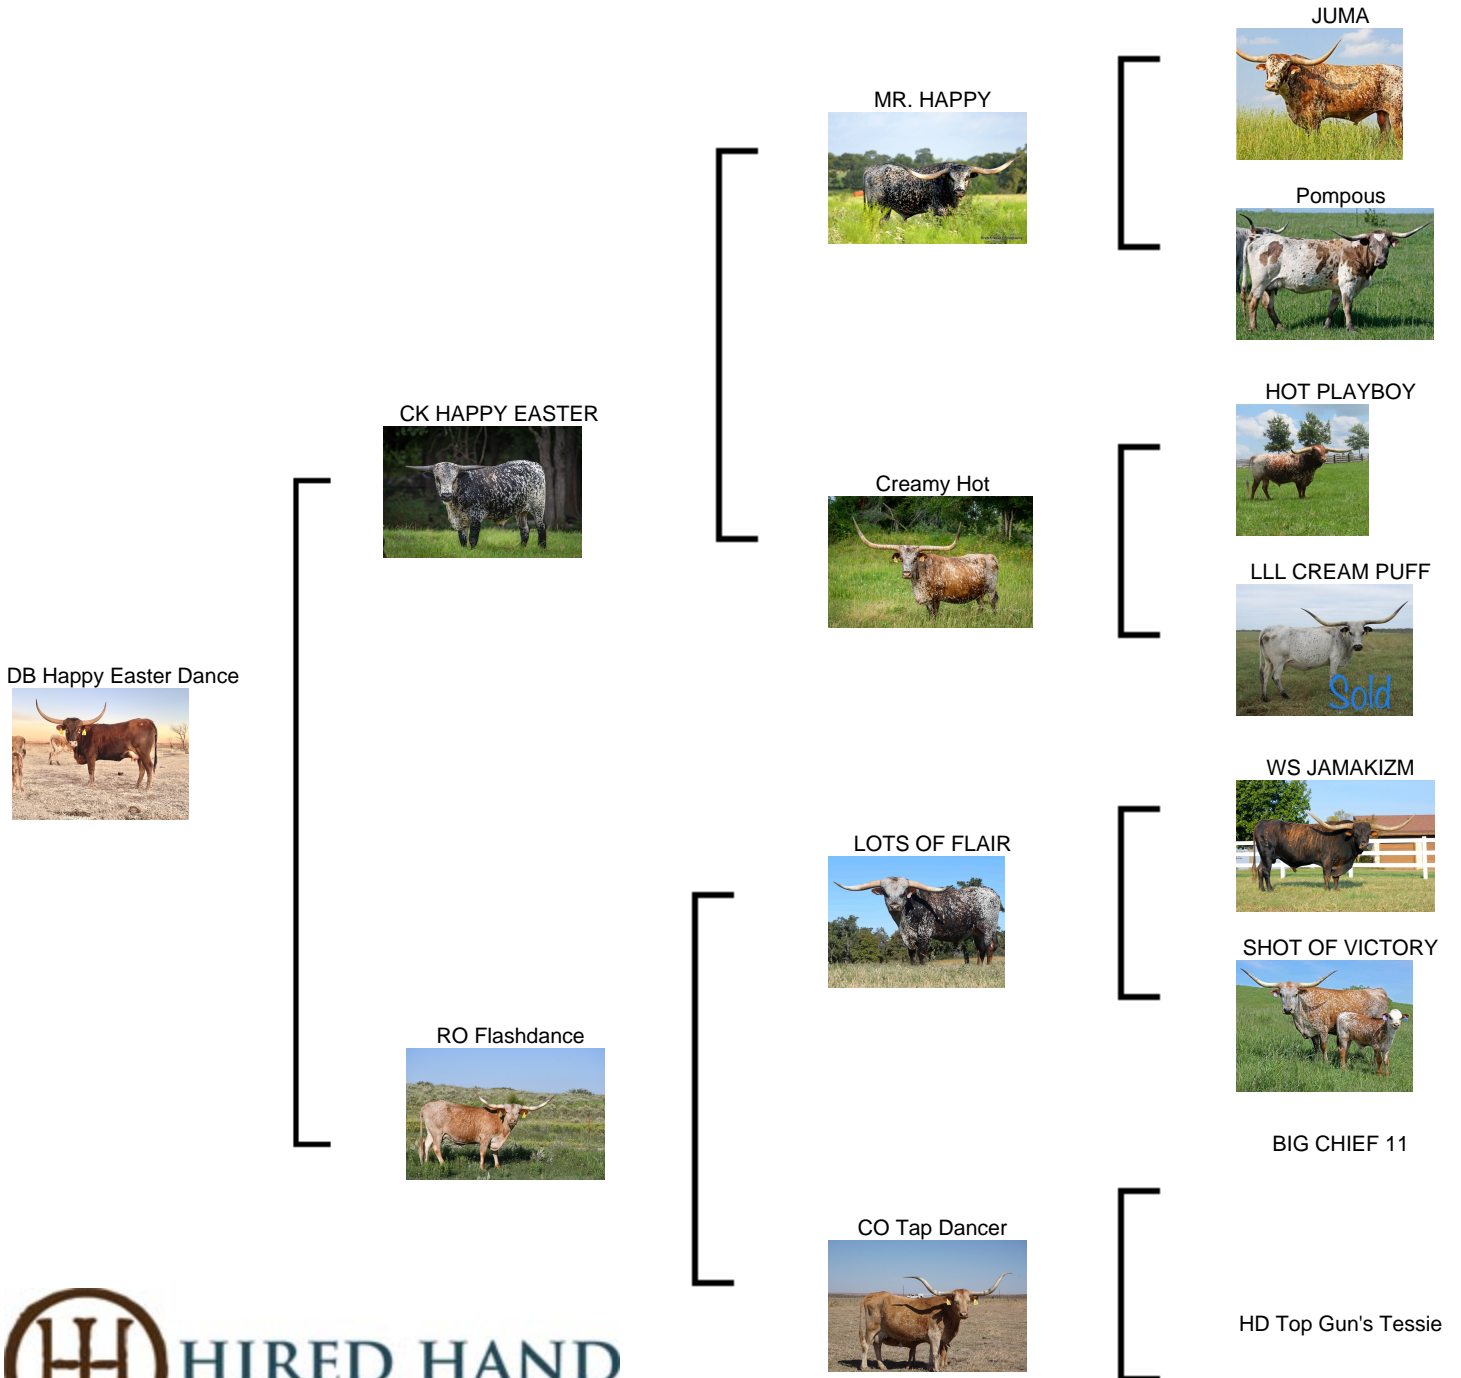 JUMA
MR. HAPPY
Pompous
HOT PLAYBOY
CK HAPPY EASTER
Creamy Hot
LLL CREAM PUFF
Sold
DB Happy Easter Dance
WS JAMAKIZM
LOTS OF FLAIR
SHOT OF VICTORY
RO Flashdance
BIG CHIEF 11
CO Tap Dancer
HD Top Gun's Tessie
HIRED HAND